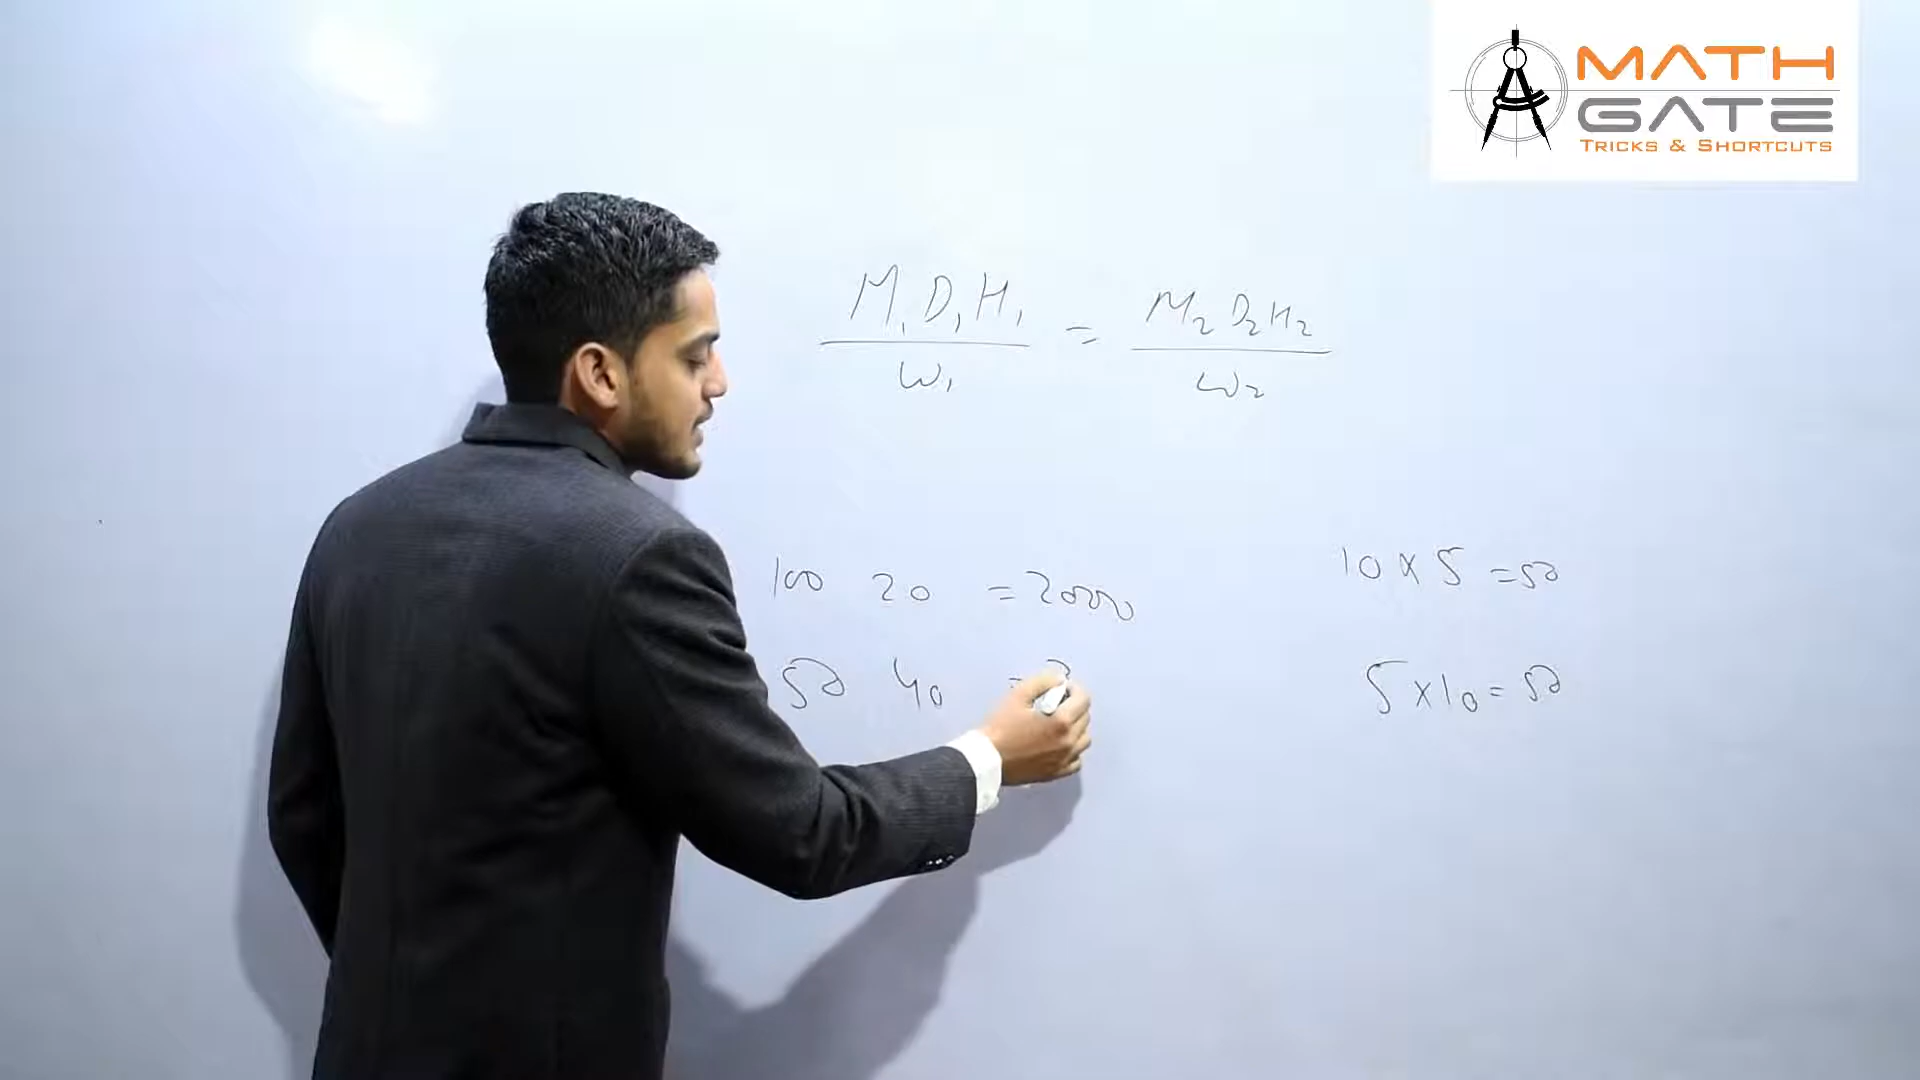 MATH
GATE
TRICKS & SHORTCUTS
M₁D₁H₁ / W₁ = M₂D₂H₂ / W₂
100 20 = 2000
50 40 =
10 × 5 = 50
5 × 10 = 50